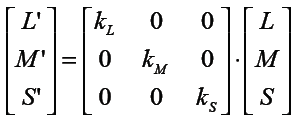 L' k_L 0 0 L
M' = 0 k_M 0 · M
S' 0 0 k_S S